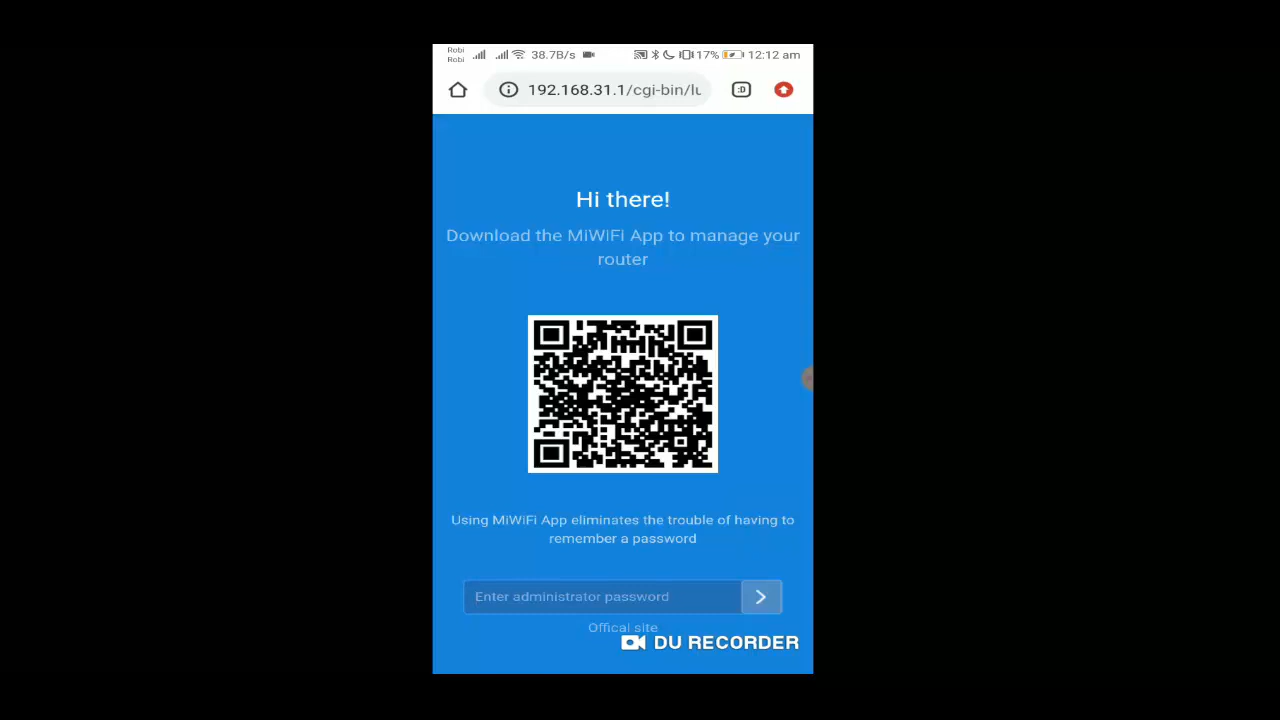 Robi
Robi
38.7B/s
17%
12:12 am
192.168.31.1/cgi-bin/lu
:D
Hi there!
Download the MiWIFi App to manage your
router
Using MiWiFi App eliminates the trouble of having to
remember a password
Enter administrator password
Offical site
DU RECORDER